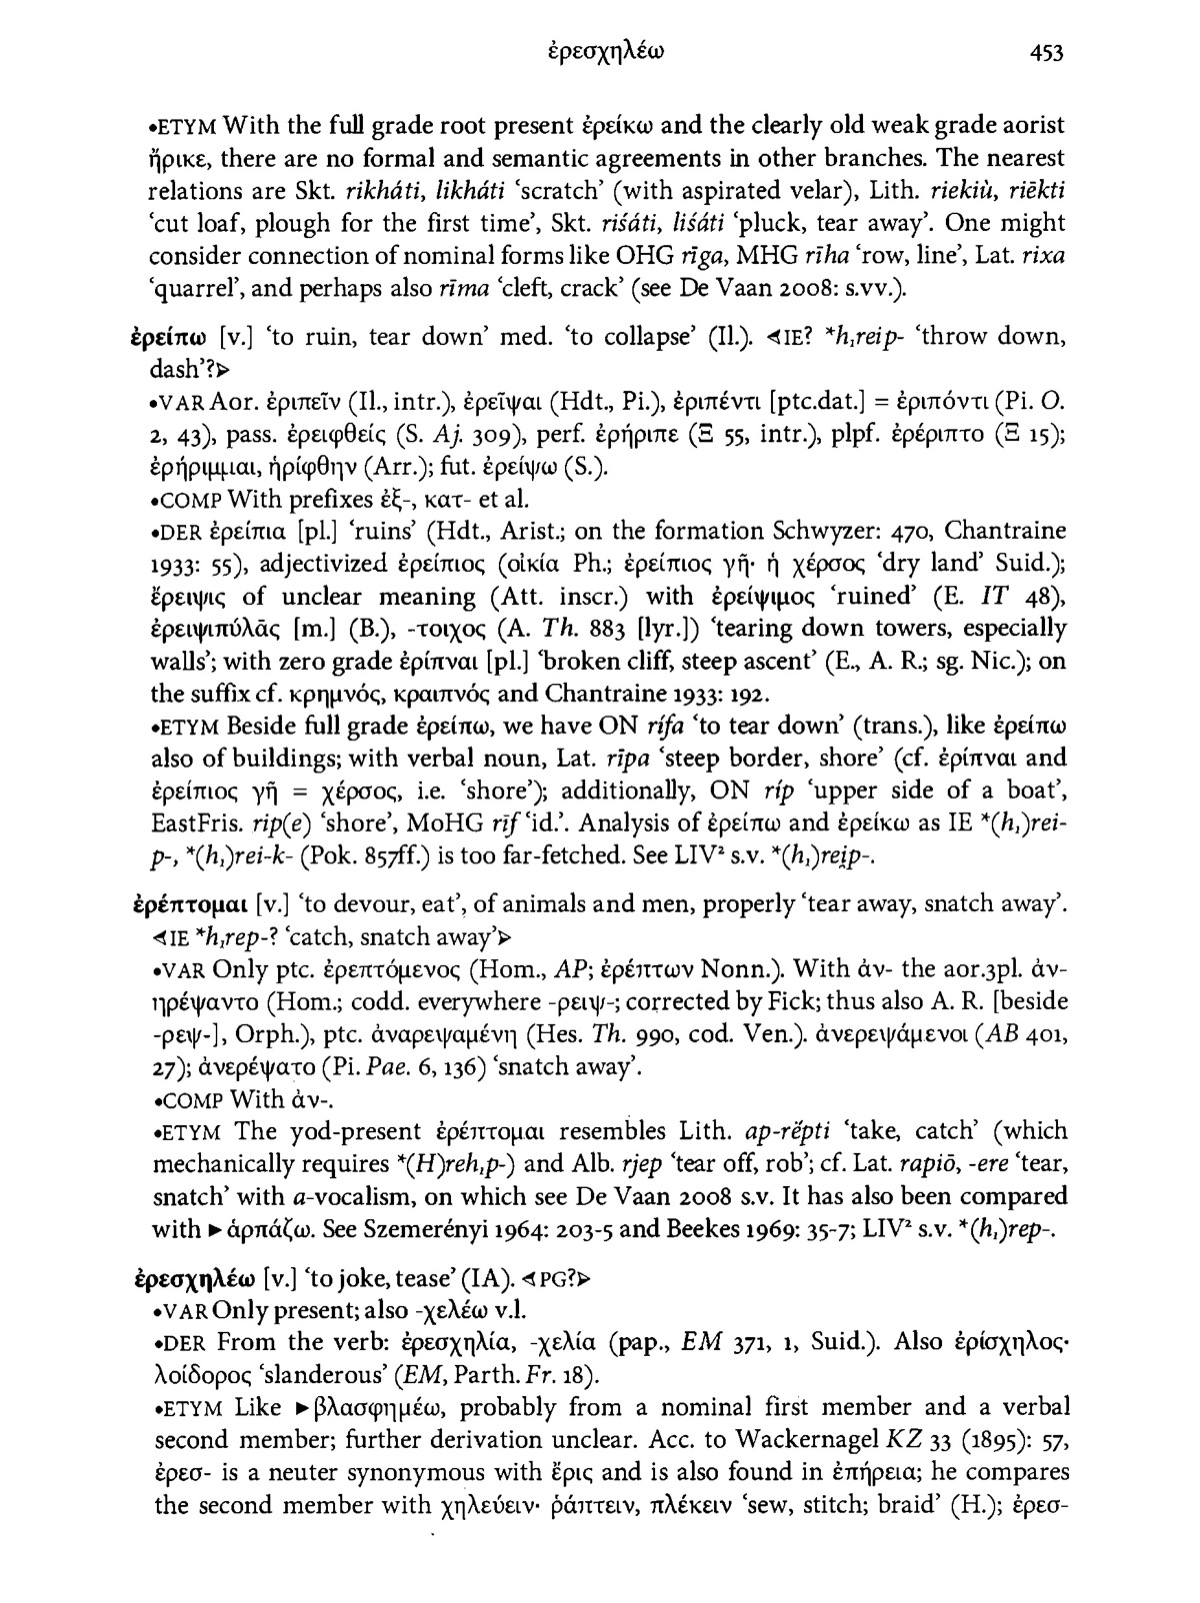 ἐρεσχηλέω 453
•ETYM With the full grade root present ἐρείκω and the clearly old weak grade aorist
ἤρικε, there are no formal and semantic agreements in other branches. The nearest
relations are Skt. rikháti, likháti ‘scratch’ (with aspirated velar), Lith. riekiù, riẽkti
‘cut loaf, plough for the first time’, Skt. riśáti, liśáti ‘pluck, tear away’. One might
consider connection of nominal forms like OHG rīga, MHG rīha ‘row, line’, Lat. rixa
‘quarrel’, and perhaps also rīma ‘cleft, crack’ (see De Vaan 2008: s.vv.).
ἐρείπω [v.] ‘to ruin, tear down’ med. ‘to collapse’ (Il.). ⋖IE? *h₁reip- ‘throw down,
dash’?⋗
•VAR Aor. ἐριπεῖν (Il., intr.), ἐρεῖψαι (Hdt., Pi.), ἐριπέντι [ptc.dat.] = ἐριπόντι (Pi. O.
2, 43), pass. ἐρειφθείς (S. Aj. 309), perf. ἐρήριπε (Ξ 55, intr.), plpf. ἐρέριπτο (Ξ 15);
ἐρήριμμαι, ἠρίφθην (Arr.); fut. ἐρείψω (S.).
•COMP With prefixes ἐξ-, κατ- et al.
•DER ἐρείπια [pl.] ‘ruins’ (Hdt., Arist.; on the formation Schwyzer: 470, Chantraine
1933: 55), adjectivized ἐρείπιος (οἰκία Ph.; ἐρείπιος γῆ· ἡ χέρσος ‘dry land’ Suid.);
ἔρειψις of unclear meaning (Att. inscr.) with ἐρείψιμος ‘ruined’ (E. IT 48),
ἐρειψιπύλᾱς [m.] (B.), -τοιχος (A. Th. 883 [lyr.]) ‘tearing down towers, especially
walls’; with zero grade ἐρίπναι [pl.] ‘broken cliff, steep ascent’ (E., A. R.; sg. Nic.); on
the suffix cf. κρημνός, κραιπνός and Chantraine 1933: 192.
•ETYM Beside full grade ἐρείπω, we have ON rífa ‘to tear down’ (trans.), like ἐρείπω
also of buildings; with verbal noun, Lat. rīpa ‘steep border, shore’ (cf. ἐρίπναι and
ἐρείπιος γῆ = χέρσος, i.e. ‘shore’); additionally, ON ríp ‘upper side of a boat’,
EastFris. rip(e) ‘shore’, MoHG rīf ‘id.’. Analysis of ἐρείπω and ἐρείκω as IE *(h₁)rei-
p-, *(h₁)rei-k- (Pok. 857ff.) is too far-fetched. See LIV² s.v. *(h₁)rei̯p-.
ἐρέπτομαι [v.] ‘to devour, eat’, of animals and men, properly ‘tear away, snatch away’.
⋖IE *h₁rep-? ‘catch, snatch away’⋗
•VAR Only ptc. ἐρεπτόμενος (Hom., AP; ἐρέπτων Nonn.). With ἀν- the aor.3pl. ἀν-
ηρέψαντο (Hom.; codd. everywhere -ρειψ-; corrected by Fick; thus also A. R. [beside
-ρειψ-], Orph.), ptc. ἀναρειψαμένη (Hes. Th. 990, cod. Ven.). ἀνερειψάμενοι (AB 401,
27); ἀνερέψατο (Pi. Pae. 6, 136) ‘snatch away’.
•COMP With ἀν-.
•ETYM The yod-present ἐρέπτομαι resembles Lith. ap-rė̃pti ‘take, catch’ (which
mechanically requires *(H)reh₁p-) and Alb. rjep ‘tear off, rob’; cf. Lat. rapiō, -ere ‘tear,
snatch’ with a-vocalism, on which see De Vaan 2008 s.v. It has also been compared
with ►ἁρπάζω. See Szemerényi 1964: 203-5 and Beekes 1969: 35-7; LIV² s.v. *(h₁)rep-.
ἐρεσχηλέω [v.] ‘to joke, tease’ (IA). ⋖PG?⋗
•VAR Only present; also -χελέω v.l.
•DER From the verb: ἐρεσχηλία, -χελία (pap., EM 371, 1, Suid.). Also ἐρίσχηλος·
λοίδορος ‘slanderous’ (EM, Parth. Fr. 18).
•ETYM Like ►βλασφημέω, probably from a nominal first member and a verbal
second member; further derivation unclear. Acc. to Wackernagel KZ 33 (1895): 57,
ἐρεσ- is a neuter synonymous with ἔρις and is also found in ἐπήρεια; he compares
the second member with χηλεύειν· ῥάπτειν, πλέκειν ‘sew, stitch; braid’ (H.); ἐρεσ-